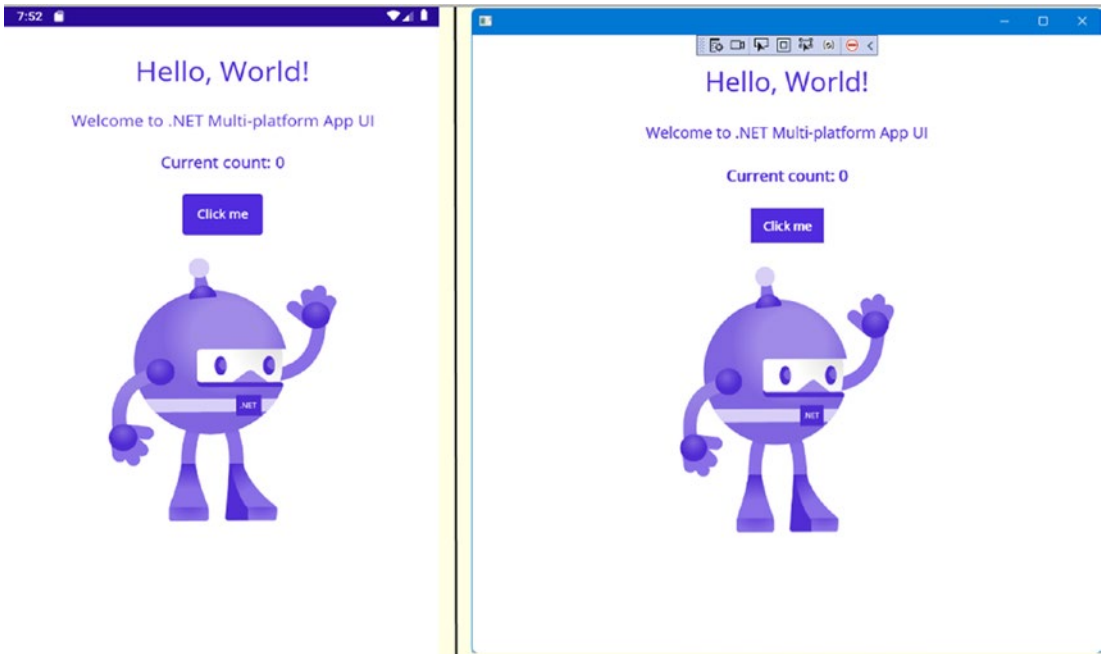 7:52
Hello, World!
Welcome to .NET Multi-platform App UI
Current count: 0
Click me
.NET
Hello, World!
Welcome to .NET Multi-platform App UI
Current count: 0
Click me
.NET